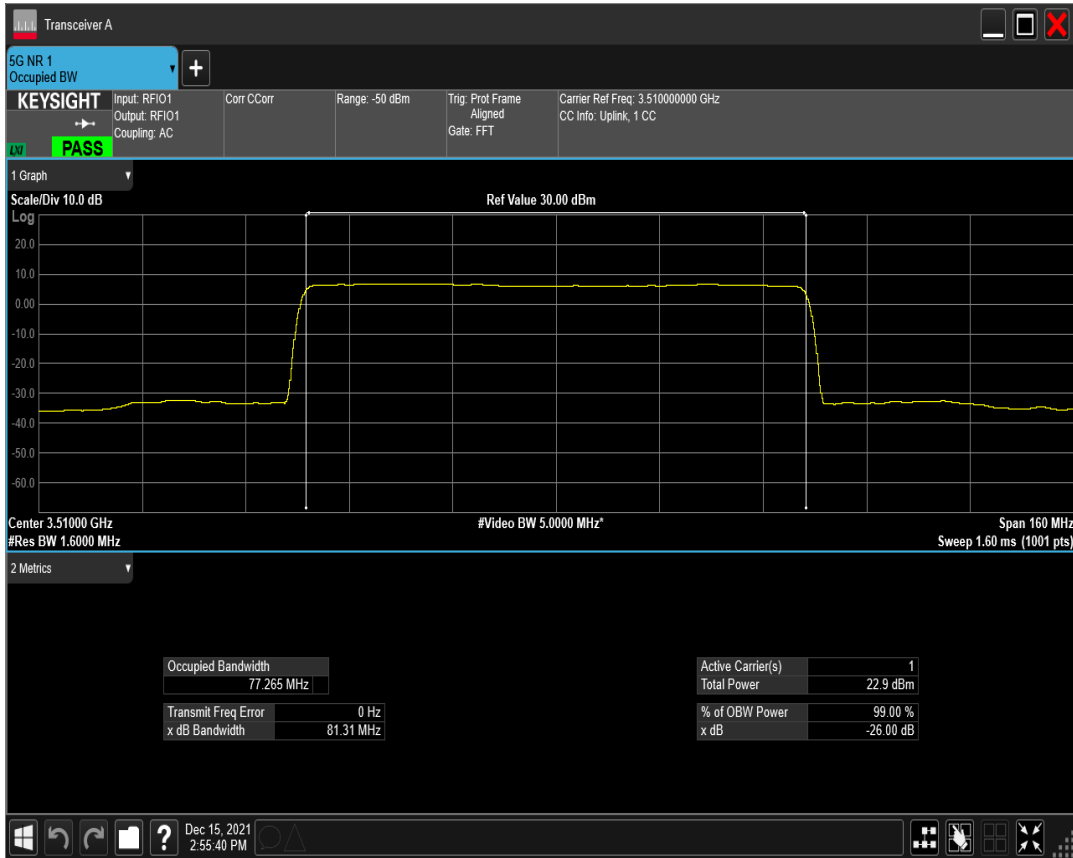 Transceiver A
5G NR 1
Occupied BW
+
KEYSIGHT
LXI
PASS
Input: RFIO1
Output: RFIO1
Coupling: AC
Corr CCorr
Range: -50 dBm
Trig: Prot Frame
Aligned
Gate: FFT
Carrier Ref Freq: 3.510000000 GHz
CC Info: Uplink, 1 CC
1 Graph
Scale/Div 10.0 dB
Ref Value 30.00 dBm
Log
20.0
10.0
0.00
-10.0
-20.0
-30.0
-40.0
-50.0
-60.0
Center 3.51000 GHz
#Video BW 5.0000 MHz*
Span 160 MHz
#Res BW 1.6000 MHz
Sweep 1.60 ms (1001 pts)
2 Metrics
Occupied Bandwidth
77.265 MHz
Transmit Freq Error 0 Hz
x dB Bandwidth 81.31 MHz
Active Carrier(s) 1
Total Power 22.9 dBm
% of OBW Power 99.00 %
x dB -26.00 dB
?
Dec 15, 2021
2:55:40 PM